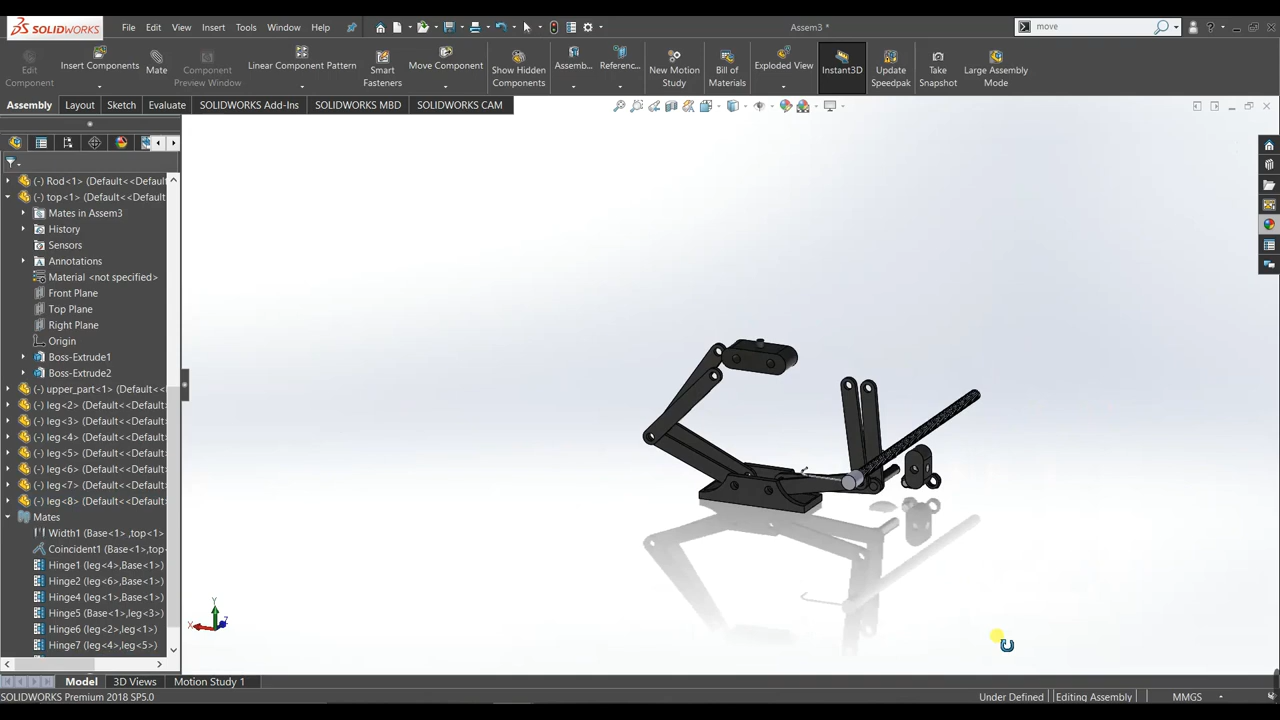 SOLIDWORKS File Edit View Insert Tools Window Help Assem3 * move ?
Edit Component
Insert Components
Mate
Component Preview Window
Linear Component Pattern
Smart Fasteners
Move Component
Show Hidden Components
Assemb...
Referenc...
New Motion Study
Bill of Materials
Exploded View
Instant3D
Update Speedpak
Take Snapshot
Large Assembly Mode
Assembly Layout Sketch Evaluate SOLIDWORKS Add-Ins SOLIDWORKS MBD SOLIDWORKS CAM
(-) Rod<1> (Default<<Default
(-) top<1> (Default<<Default
Mates in Assem3
History
Sensors
Annotations
Material <not specified>
Front Plane
Top Plane
Right Plane
Origin
Boss-Extrude1
Boss-Extrude2
(-) upper_part<1> (Default<<
(-) leg<2> (Default<<Default
(-) leg<3> (Default<<Default
(-) leg<4> (Default<<Default
(-) leg<5> (Default<<Default
(-) leg<6> (Default<<Default
(-) leg<7> (Default<<Default
(-) leg<8> (Default<<Default
Mates
Width1 (Base<1>,top<1>)
Coincident1 (Base<1>,top
Hinge1 (leg<4>,Base<1>)
Hinge2 (leg<6>,Base<1>)
Hinge4 (leg<1>,Base<1>)
Hinge5 (Base<1>,leg<3>)
Hinge6 (leg<2>,leg<1>)
Hinge7 (leg<4>,leg<5>)
Y
X
Z
Model 3D Views Motion Study 1
SOLIDWORKS Premium 2018 SP5.0 Under Defined Editing Assembly MMGS